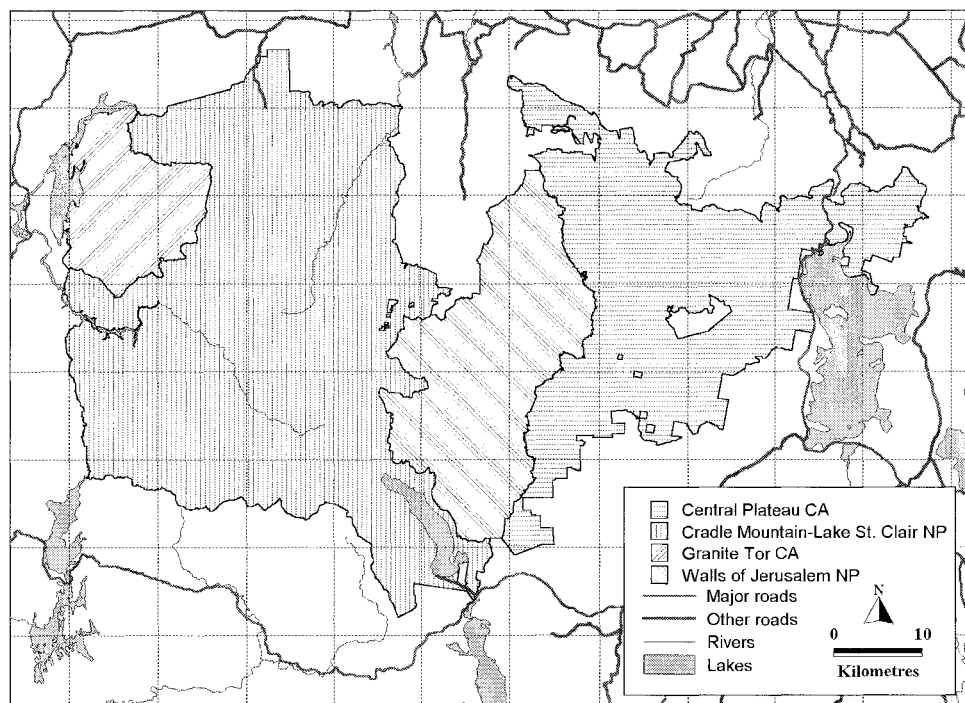 Central Plateau CA
Cradle Mountain-Lake St. Clair NP
Granite Tor CA
Walls of Jerusalem NP
Major roads
Other roads
Rivers
Lakes
N
0 10
Kilometres